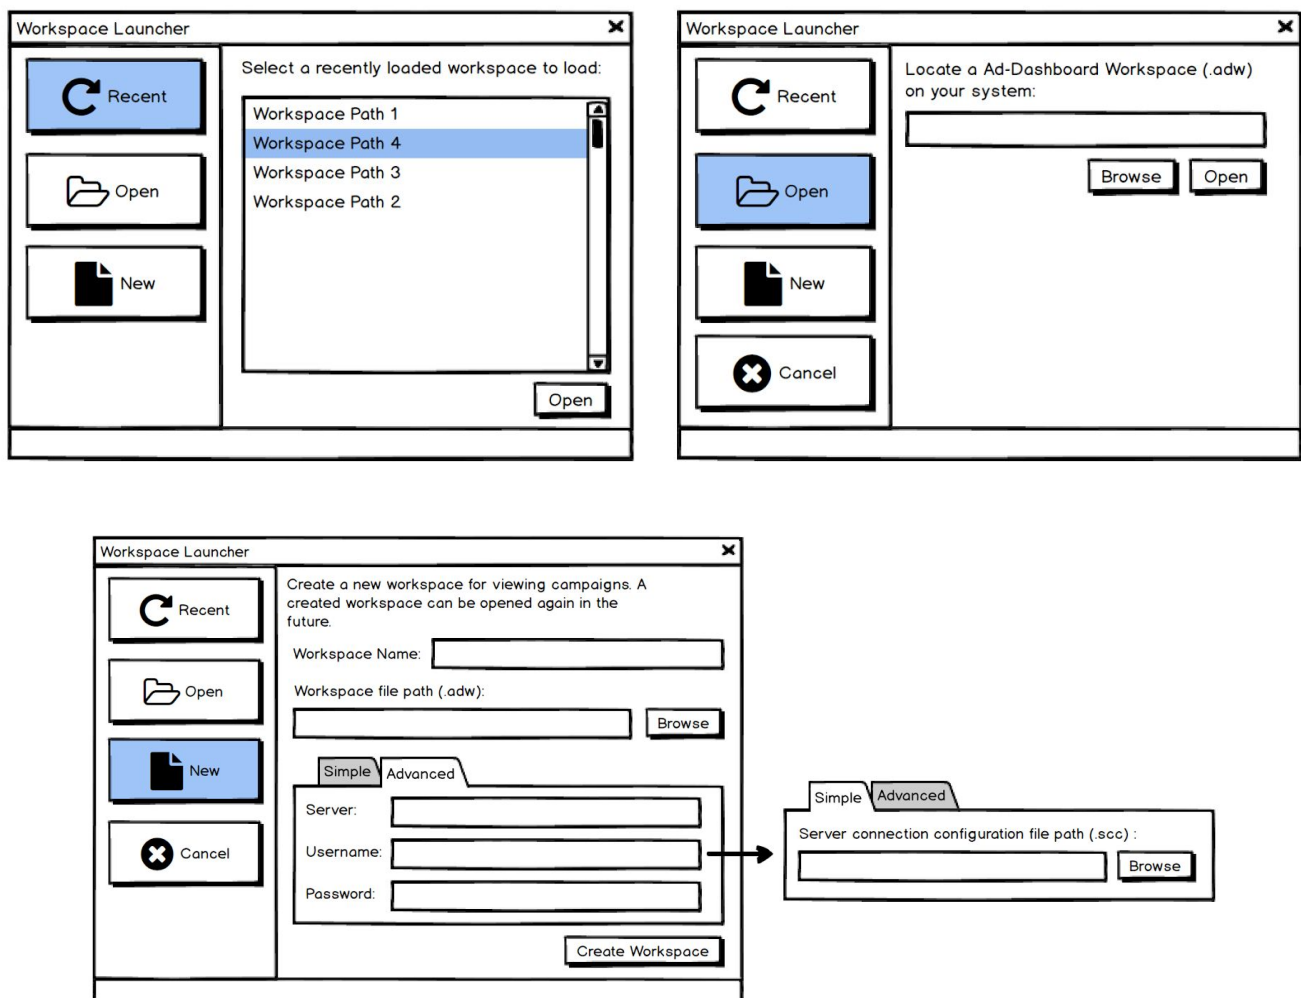 Workspace Launcher
Recent
Open
New
Select a recently loaded workspace to load:
Workspace Path 1
Workspace Path 4
Workspace Path 3
Workspace Path 2
Open
Workspace Launcher
Recent
Open
New
Cancel
Locate a Ad-Dashboard Workspace (.adw)
on your system:
Browse
Open
Workspace Launcher
Recent
Open
New
Cancel
Create a new workspace for viewing campaigns. A
created workspace can be opened again in the
future.
Workspace Name:
Workspace file path (.adw):
Browse
Simple
Advanced
Server:
Username:
Password:
Create Workspace
Simple
Advanced
Server connection configuration file path (.scc) :
Browse